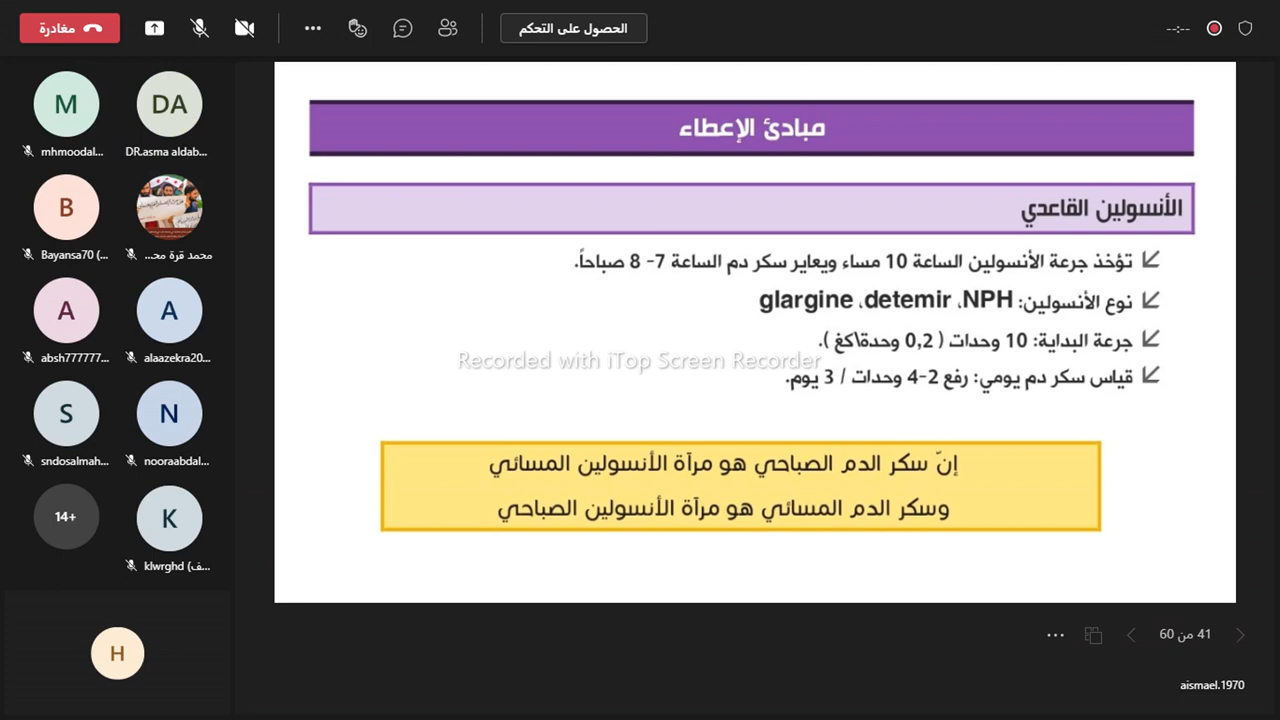 مغادرة
الحصول على التحكم
--:--
M
DA
mhmoodal...
DR.asma aldab...
B
Bayansa70 (...
محمد قرة مح...
A
A
absh777777...
alaazekra20...
S
N
sndosalmah...
nooraabdal...
14+
K
klwrghd (ف...
H
مبادئ الإعطاء
الأنسولين القاعدي
تؤخذ جرعة الأنسولين الساعة 10 مساء ويعاير سكر دم الساعة 7- 8 صباحاً.
نوع الأنسولين: glargine ،detemir ،NPH
جرعة البداية: 10 وحدات ( 0,2 وحدة\كغ ).
قياس سكر دم يومي: رفع 2-4 وحدات / 3 يوم.
Recorded with iTop Screen Recorder
إنّ سكر الدم الصباحي هو مرآة الأنسولين المسائي
وسكر الدم المسائي هو مرآة الأنسولين الصباحي
41 من 60
aismael.1970